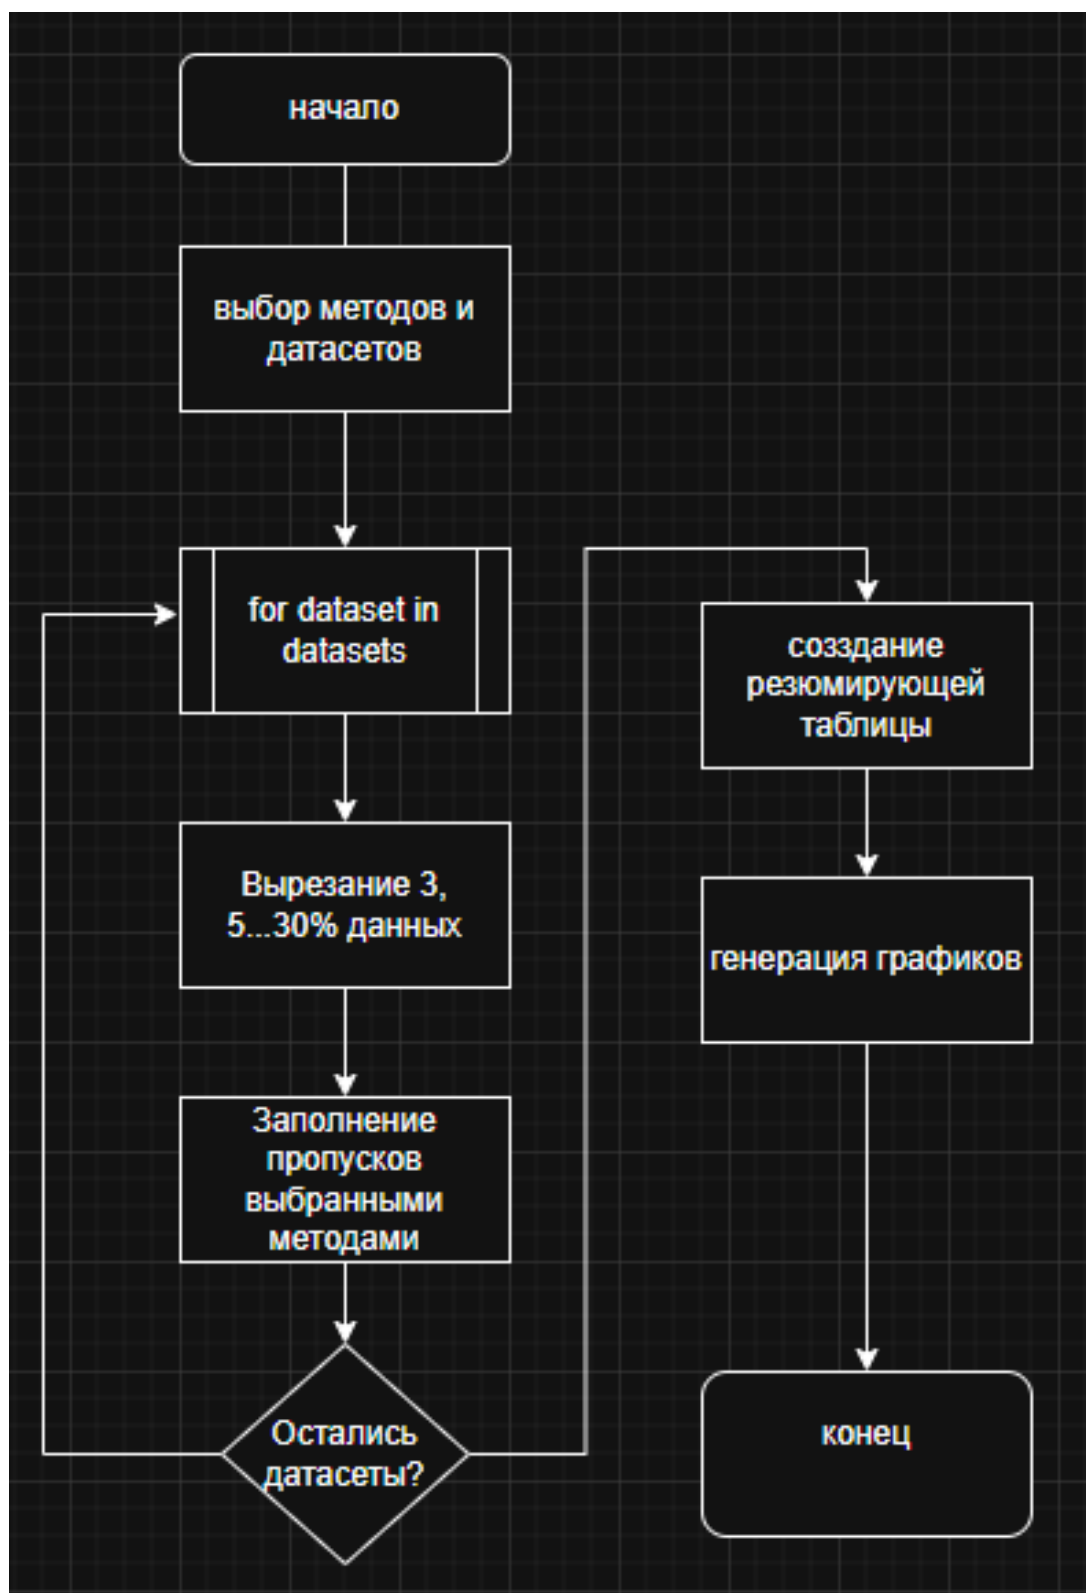 начало
выбор методов и
датасетов
for dataset in
datasets
Вырезание 3,
5...30% данных
Заполнение
пропусков
выбранными
методами
Остались
датасеты?
созздание
резюмирующей
таблицы
генерация графиков
конец